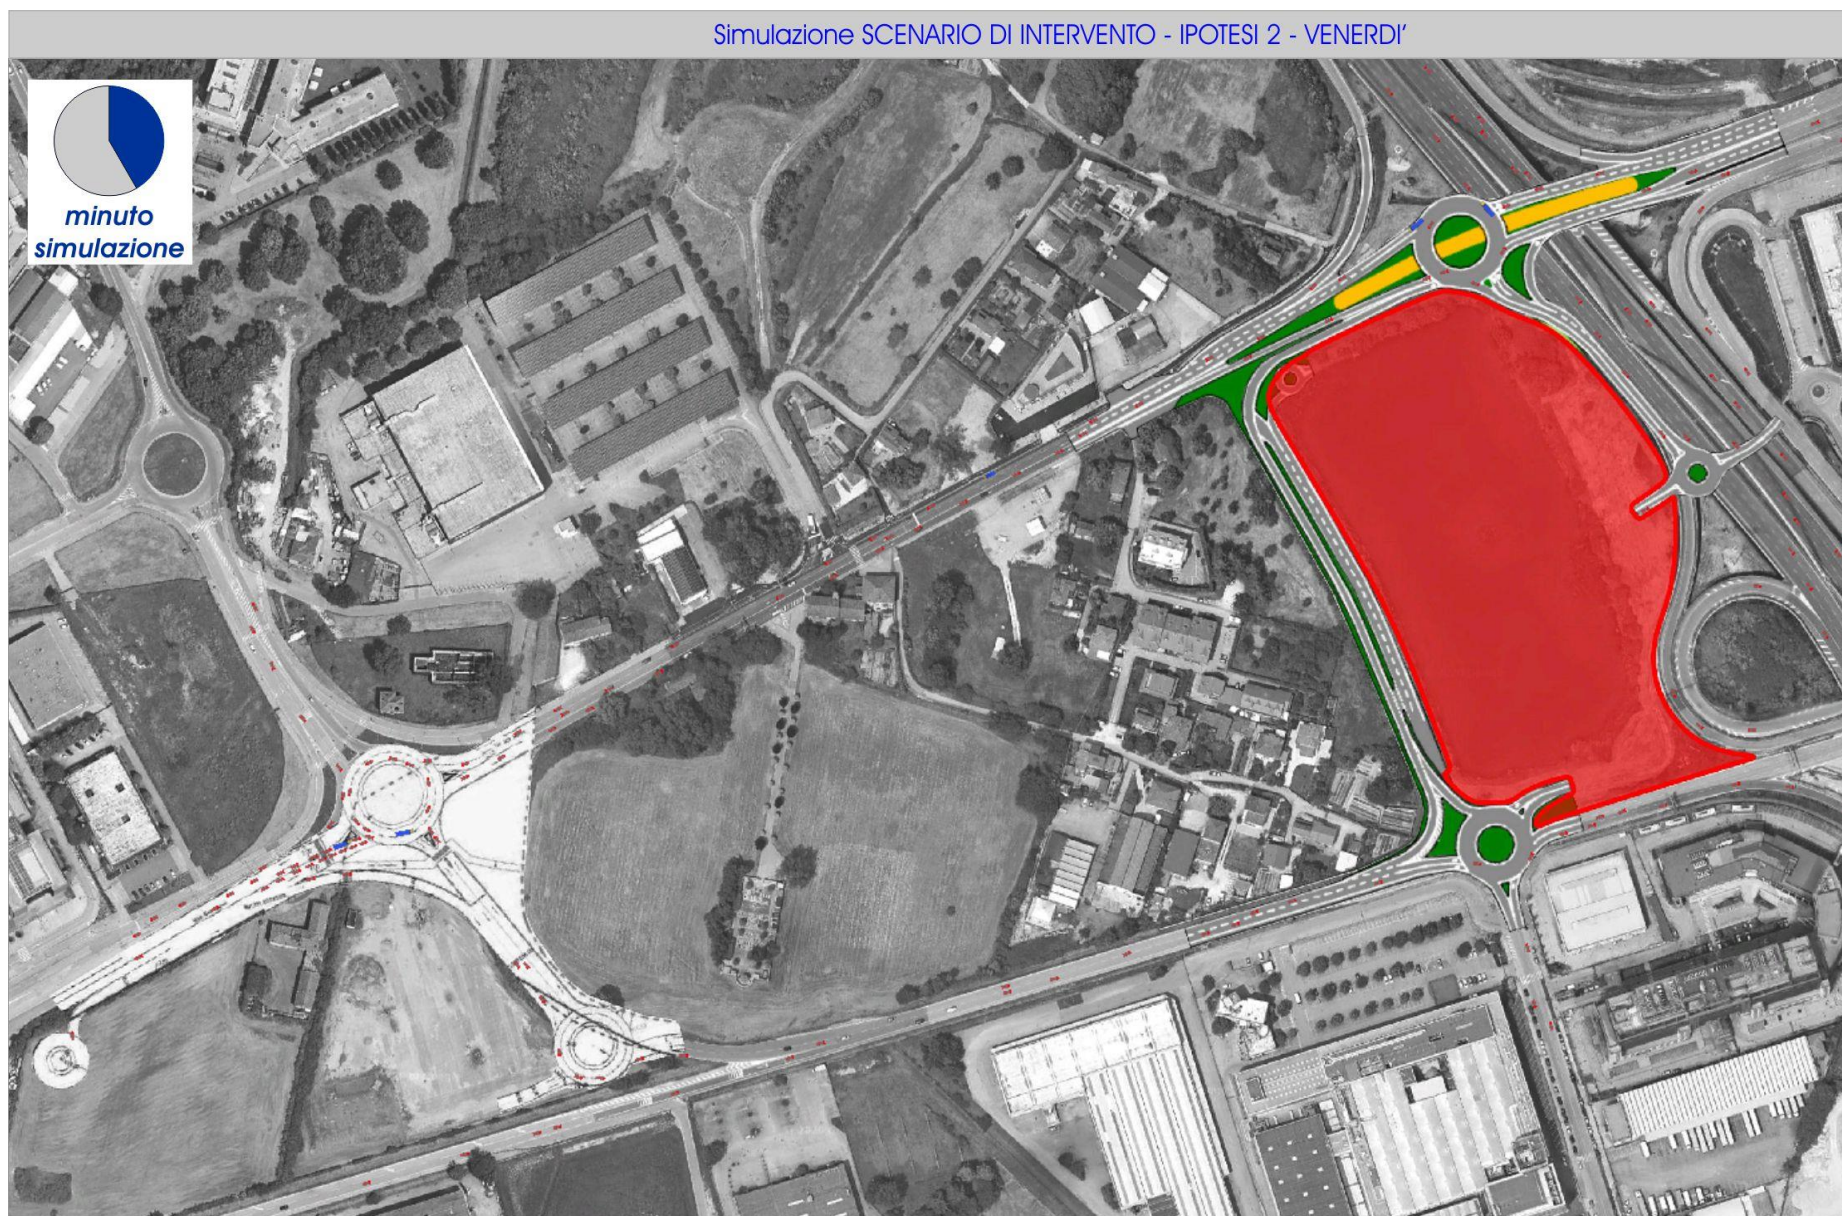 Simulazione SCENARIO DI INTERVENTO - IPOTESI 2 - VENERDI'
minuto
simulazione